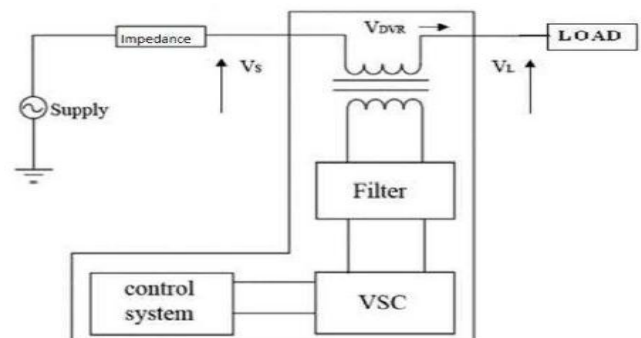 Impedance
VDVR
LOAD
VS
VL
Supply
Filter
control
system
VSC